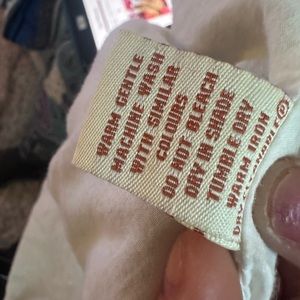 WARM GENTLE
MACHINE WASH
WITH SIMILAR
COLOURS
DO NOT BLEACH
DRY IN SHADE
TUMBLE DRY
WARM IRON